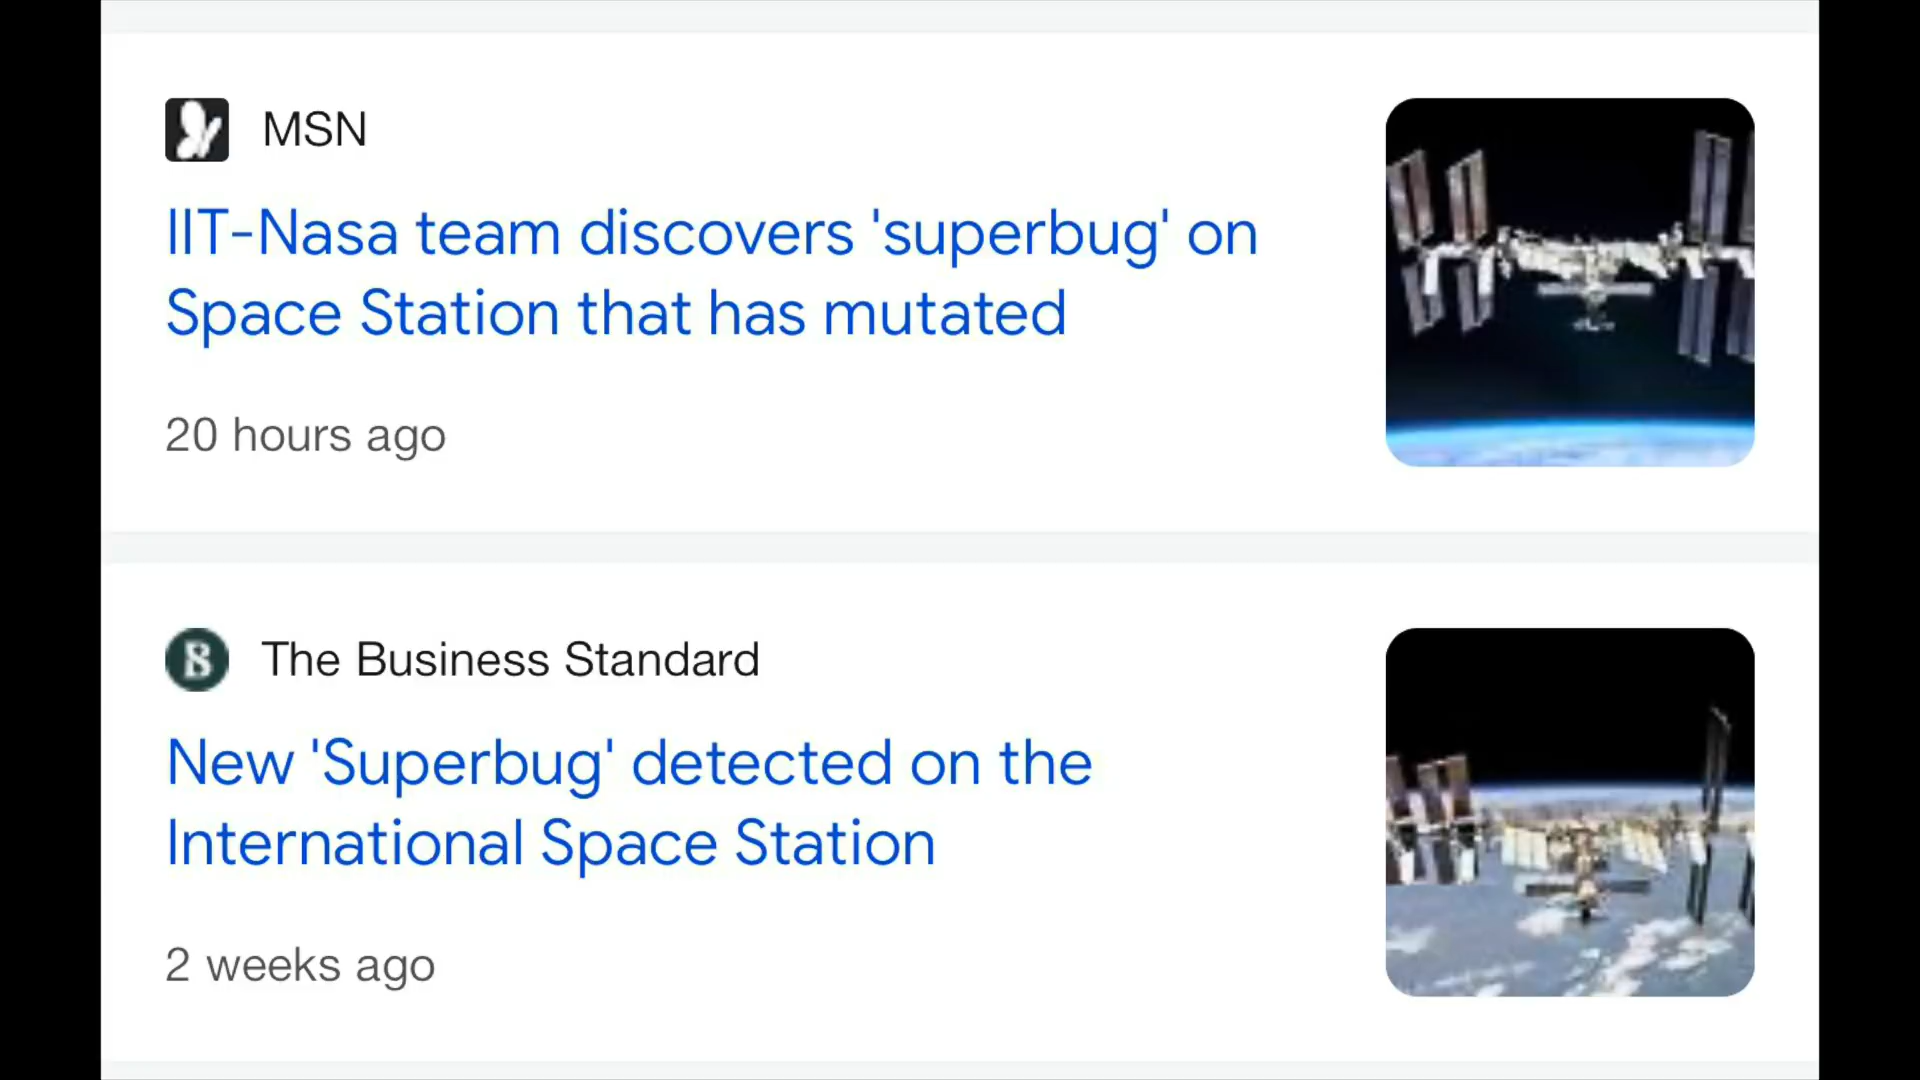 MSN
IIT-Nasa team discovers 'superbug' on
Space Station that has mutated
20 hours ago
The Business Standard
New 'Superbug' detected on the
International Space Station
2 weeks ago